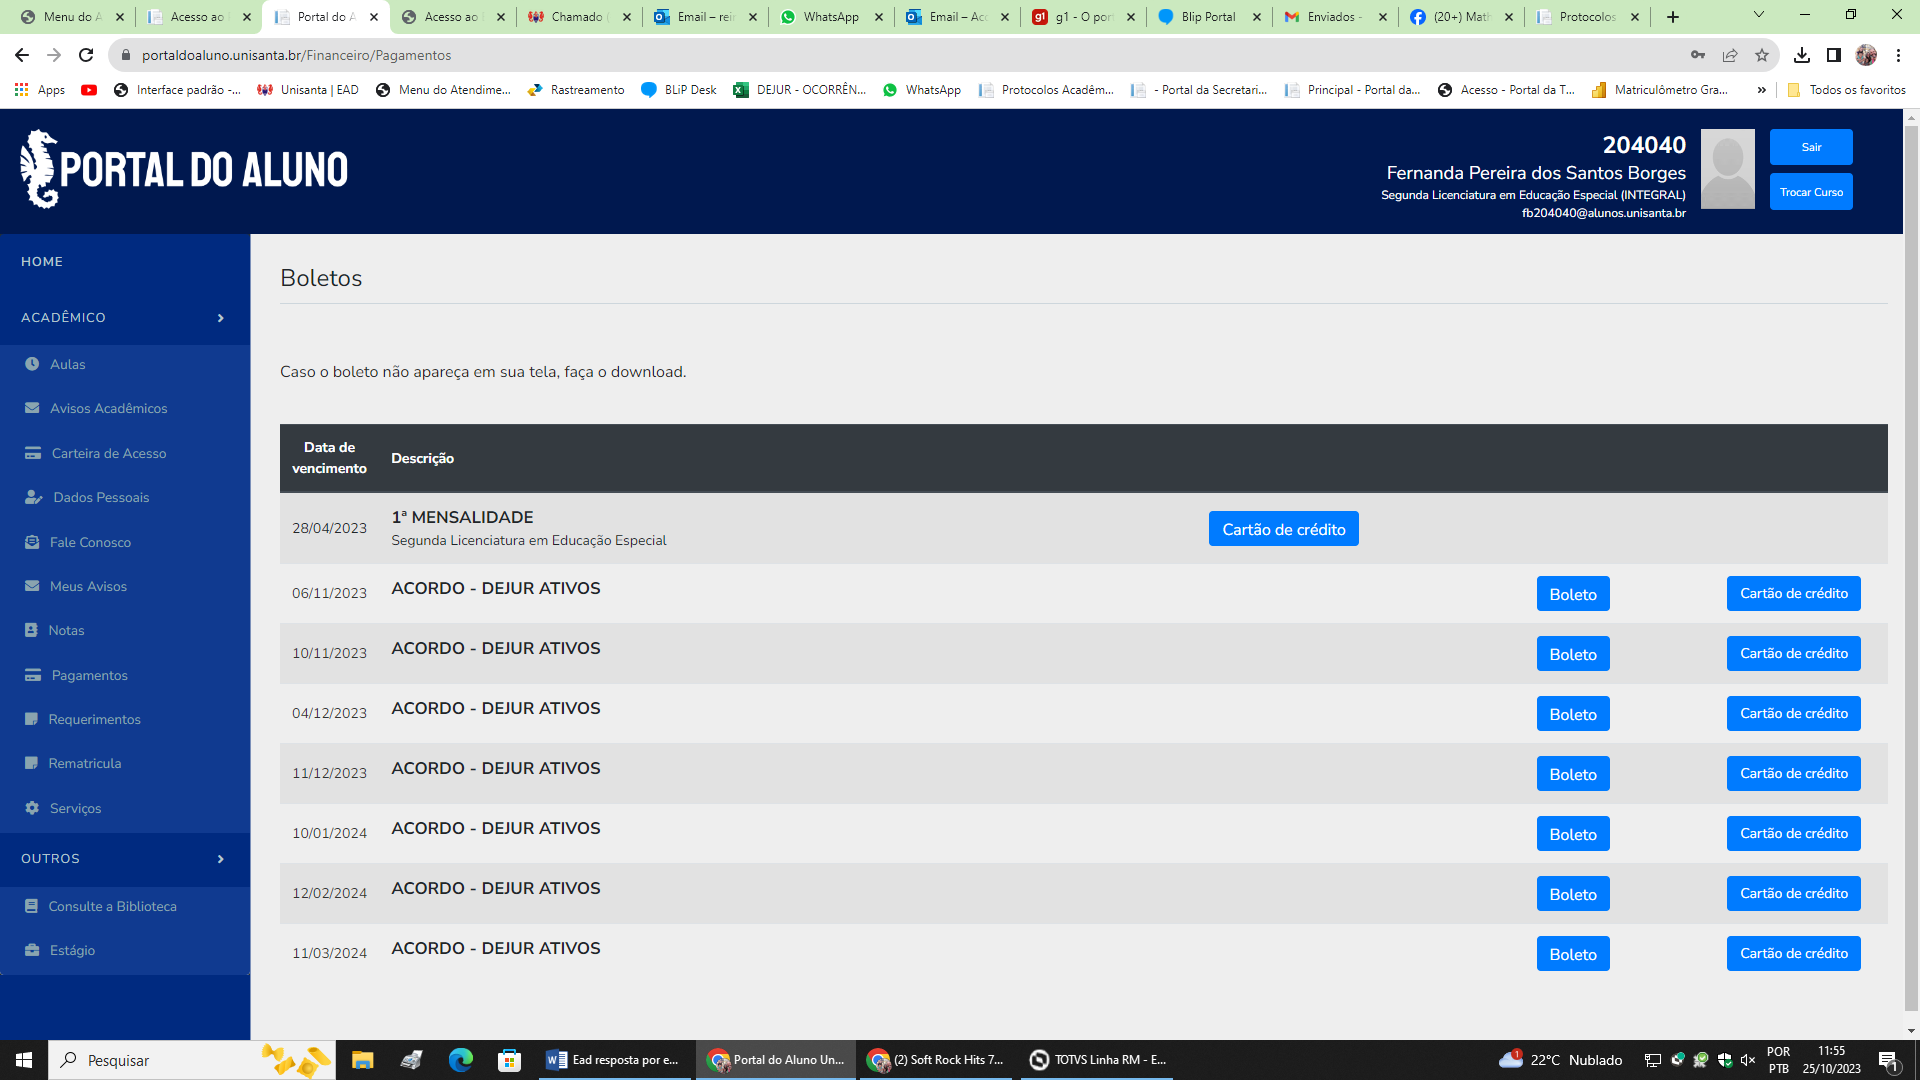 Menu do A
Acesso ao
Portal do A
Acesso ao
Chamado
Email – rei
WhatsApp
Email – Acc
g1 - O por
Blip Portal
Enviados -
(20+) Math
Protocolos
portaldoaluno.unisanta.br/Financeiro/Pagamentos
Apps
Interface padrão -...
Unisanta | EAD
Menu do Atendime...
Rastreamento
BLiP Desk
DEJUR - OCORRÊN...
WhatsApp
Protocolos Acadêm...
- Portal da Secretari...
Principal - Portal da...
Acesso - Portal da T...
Matriculômetro Gra...
»
Todos os favoritos
PORTAL DO ALUNO
204040
Fernanda Pereira dos Santos Borges
Segunda Licenciatura em Educação Especial (INTEGRAL)
fb204040@alunos.unisanta.br
Sair
Trocar Curso
HOME
ACADÊMICO
Aulas
Avisos Acadêmicos
Carteira de Acesso
Dados Pessoais
Fale Conosco
Meus Avisos
Notas
Pagamentos
Requerimentos
Rematricula
Serviços
OUTROS
Consulte a Biblioteca
Estágio
Boletos
Caso o boleto não apareça em sua tela, faça o download.
Data de vencimento Descrição
28/04/2023 1ª MENSALIDADE Cartão de crédito
Segunda Licenciatura em Educação Especial
06/11/2023 ACORDO - DEJUR ATIVOS Boleto Cartão de crédito
10/11/2023 ACORDO - DEJUR ATIVOS Boleto Cartão de crédito
04/12/2023 ACORDO - DEJUR ATIVOS Boleto Cartão de crédito
11/12/2023 ACORDO - DEJUR ATIVOS Boleto Cartão de crédito
10/01/2024 ACORDO - DEJUR ATIVOS Boleto Cartão de crédito
12/02/2024 ACORDO - DEJUR ATIVOS Boleto Cartão de crédito
11/03/2024 ACORDO - DEJUR ATIVOS Boleto Cartão de crédito
Pesquisar
Ead resposta por e...
Portal do Aluno Un...
(2) Soft Rock Hits 7...
TOTVS Linha RM - E...
1
22°C Nublado
POR
PTB
11:55
25/10/2023
1